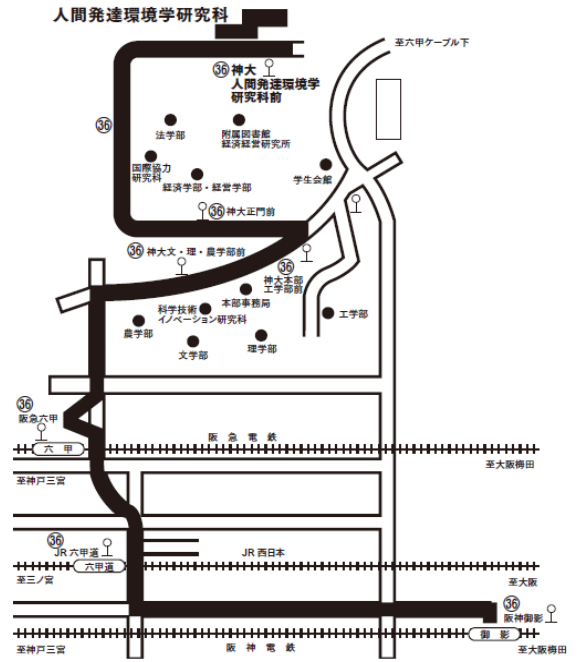 人間発達環境学研究科
至六甲ケーブル下
㊱ 神大
人間発達環境学
研究科前
㊱
法学部
附属図書館
経済経営研究所
国際協力
研究科
学生会館
経済学部・経営学部
㊱ 神大正門前
㊱ 神大文・理・農学部前
㊱
神大本部
工学部前
本部事務局
科学技術
イノベーション研究科
工学部
農学部
文学部
理学部
㊱
阪急六甲
阪急電鉄
六甲
至大阪梅田
至神戸三宮
㊱
JR 六甲道
JR 西日本
六甲道
至三ノ宮
至大阪
㊱
阪神御影
御影
至神戸三宮
阪神電鉄
至大阪梅田